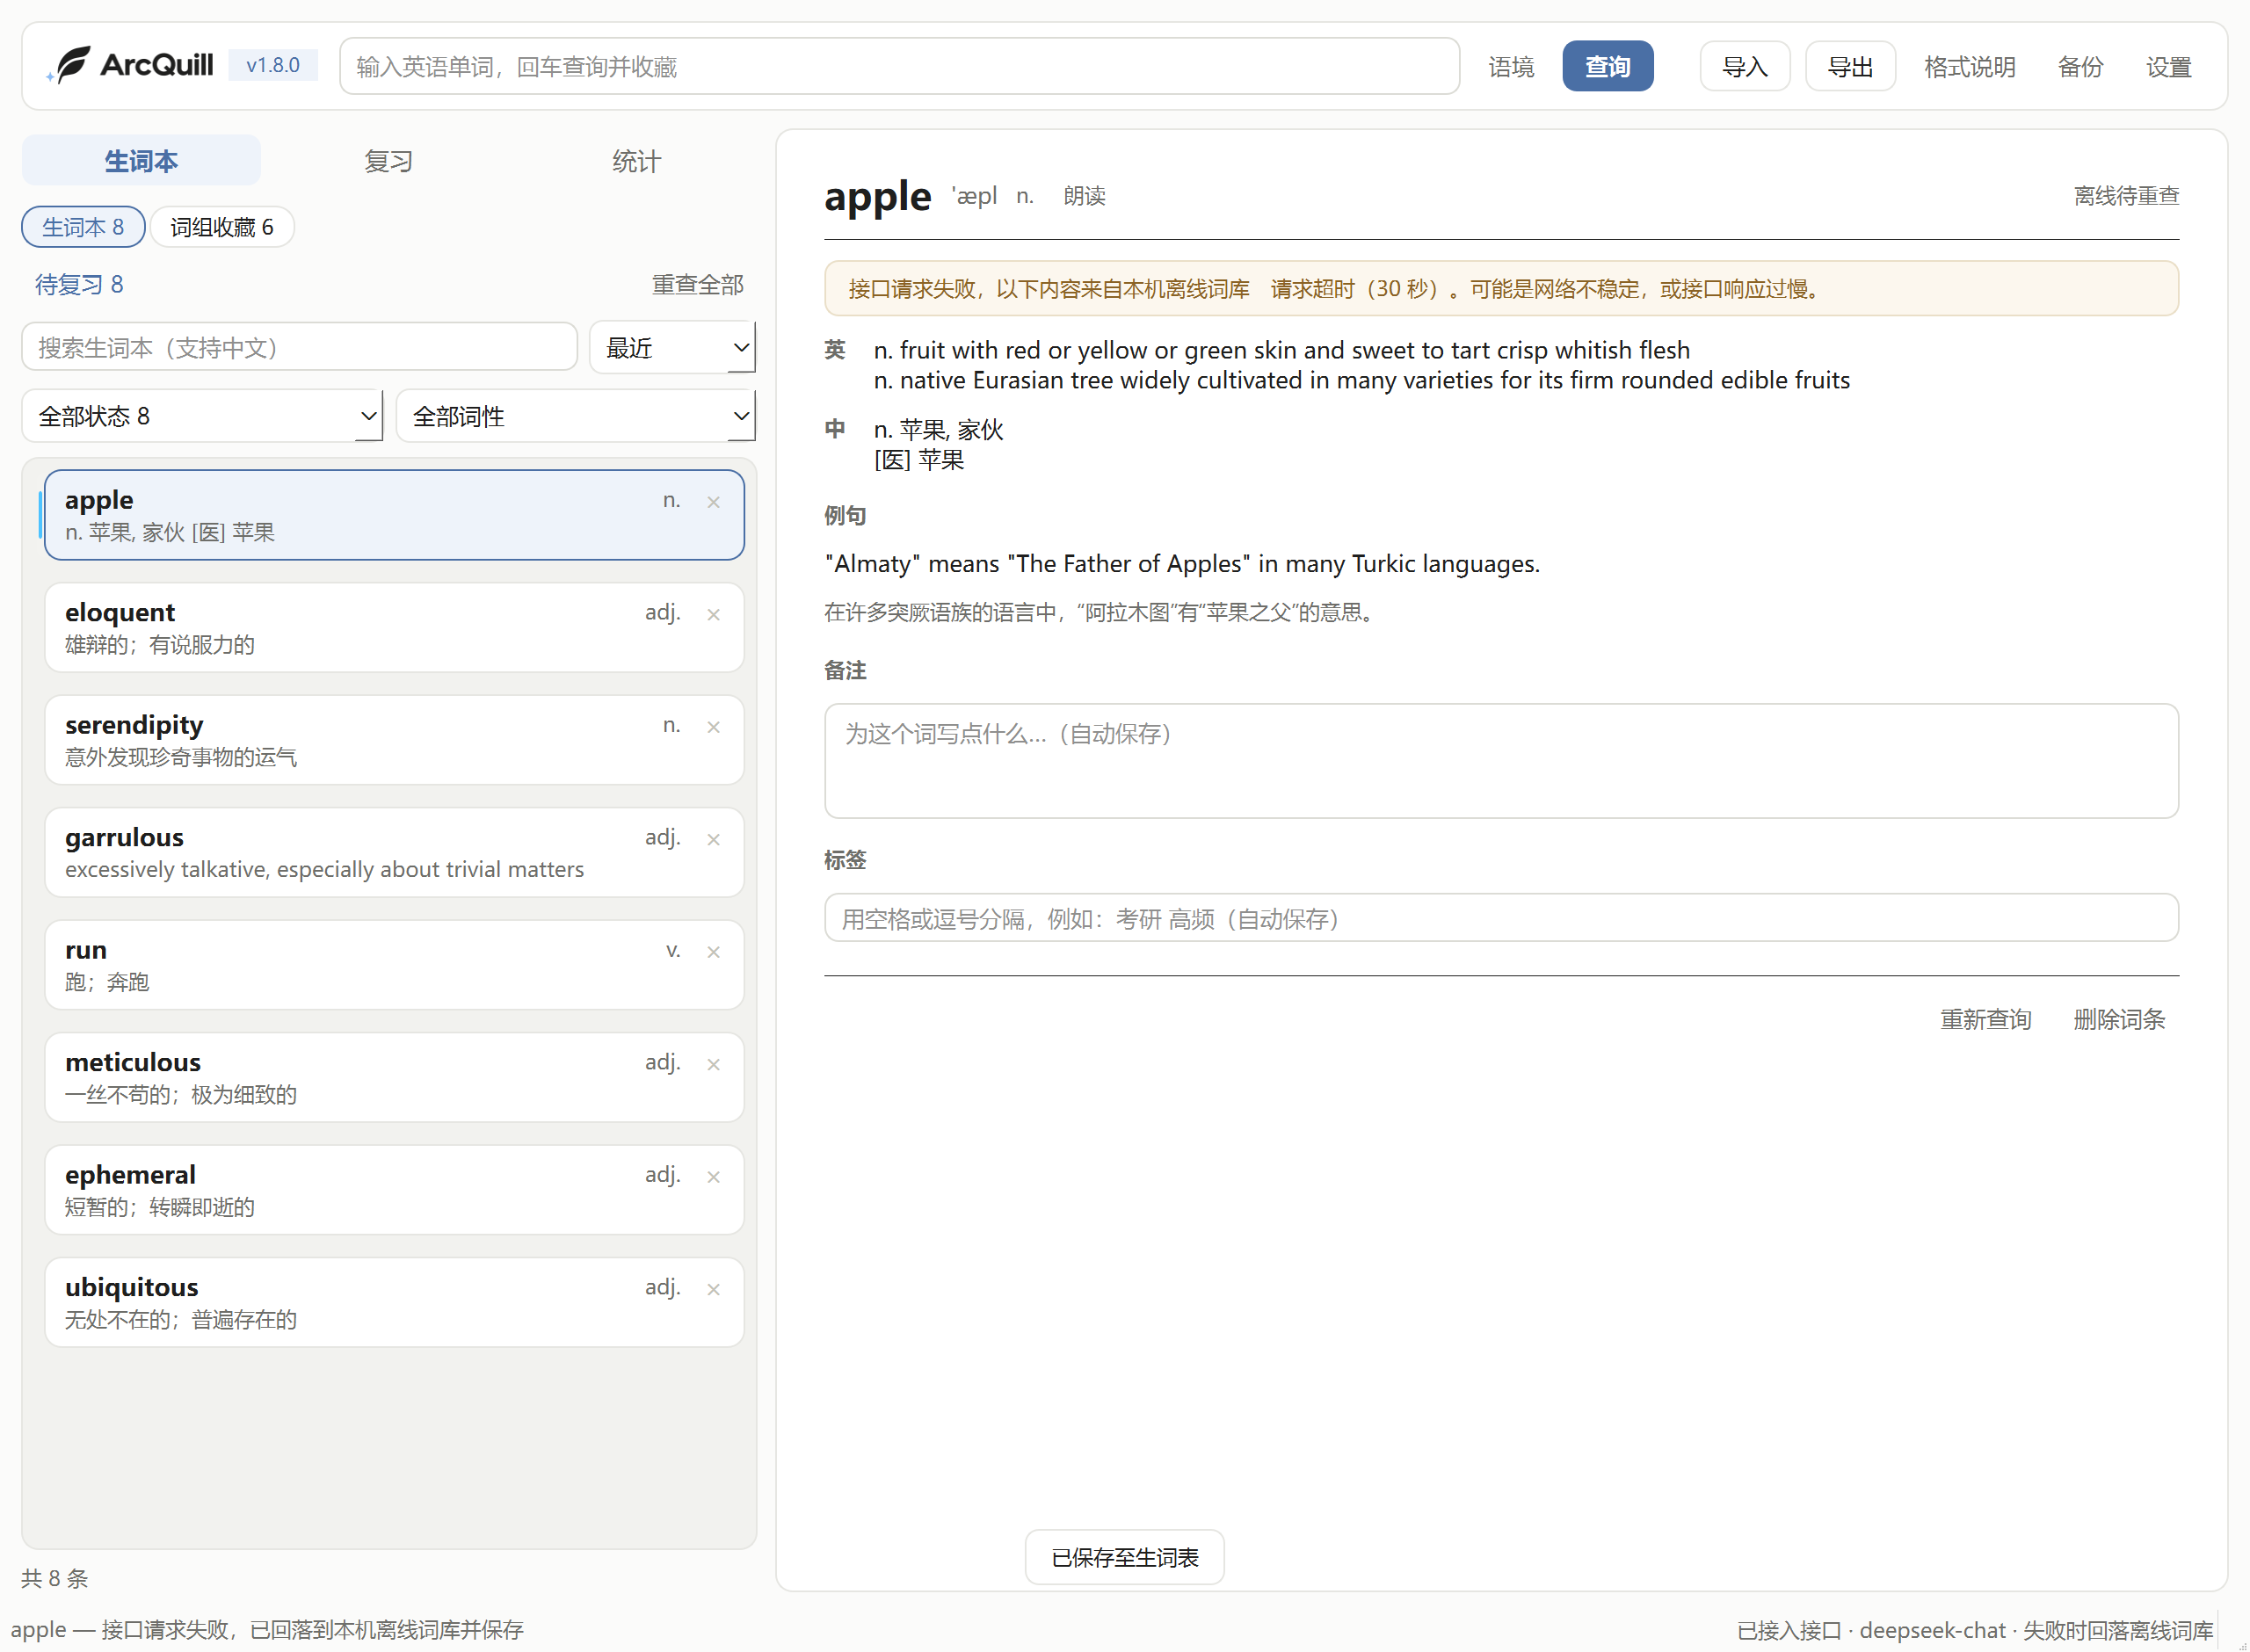 ArcQuill v1.8.0 输入英语单词，回车查询并收藏 语境 查询 导入 导出 格式说明 备份 设置
生词本 复习 统计
生词本 8 词组收藏 6
待复习 8 重查全部
搜索生词本（支持中文） 最近
全部状态 8 全部词性
apple n. ×
n. 苹果, 家伙 [医] 苹果
eloquent adj. ×
雄辩的；有说服力的
serendipity n. ×
意外发现珍奇事物的运气
garrulous adj. ×
excessively talkative, especially about trivial matters
run v. ×
跑；奔跑
meticulous adj. ×
一丝不苟的；极为细致的
ephemeral adj. ×
短暂的；转瞬即逝的
ubiquitous adj. ×
无处不在的；普遍存在的
共 8 条
apple ˈæpl n. 朗读 离线待重查
接口请求失败，以下内容来自本机离线词库 请求超时（30 秒）。可能是网络不稳定，或接口响应过慢。
英 n. fruit with red or yellow or green skin and sweet to tart crisp whitish flesh
n. native Eurasian tree widely cultivated in many varieties for its firm rounded edible fruits
中 n. 苹果, 家伙
[医] 苹果
例句
"Almaty" means "The Father of Apples" in many Turkic languages.
在许多突厥语族的语言中，“阿拉木图”有“苹果之父”的意思。
备注
为这个词写点什么…（自动保存）
标签
用空格或逗号分隔，例如：考研 高频（自动保存）
重新查询 删除词条
已保存至生词表
apple — 接口请求失败，已回落到本机离线词库并保存 已接入接口 · deepseek-chat · 失败时回落离线词库